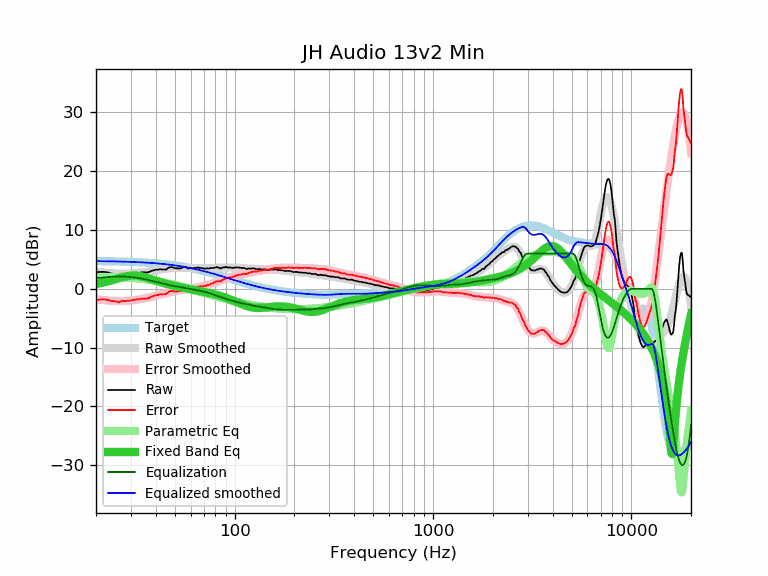 JH Audio 13v2 Min
Amplitude (dBr)
30
20
10
0
−10
−20
−30
Target
Raw Smoothed
Error Smoothed
Raw
Error
Parametric Eq
Fixed Band Eq
Equalization
Equalized smoothed
100
1000
10000
Frequency (Hz)